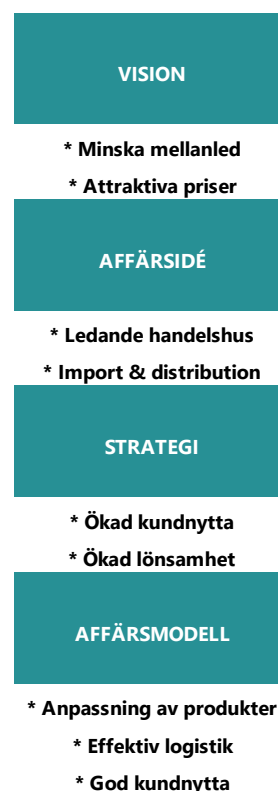 VISION
* Minska mellanled
* Attraktiva priser
AFFÄRSIDÉ
* Ledande handelshus
* Import & distribution
STRATEGI
* Ökad kundnytta
* Ökad lönsamhet
AFFÄRSMODELL
* Anpassning av produkter
* Effektiv logistik
* God kundnytta